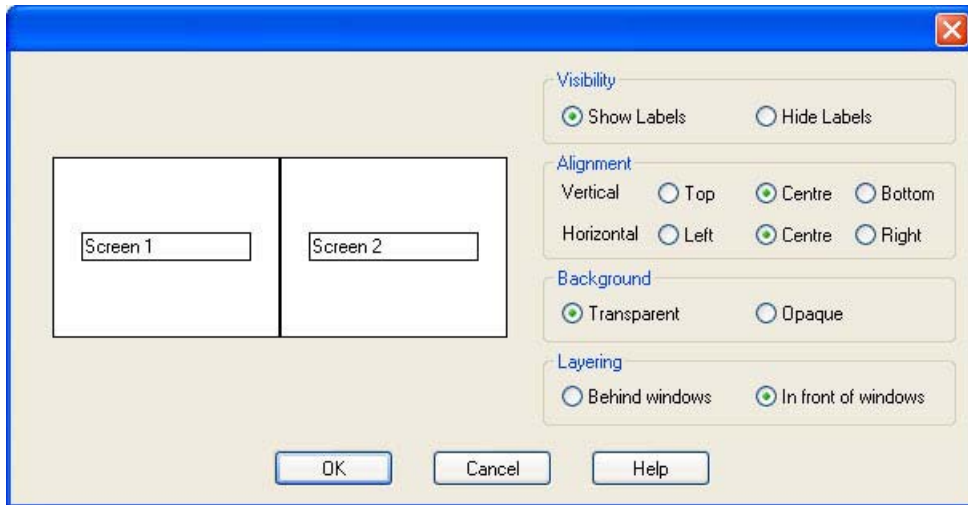 Visibility
Show Labels Hide Labels
Alignment
Vertical Top Centre Bottom
Horizontal Left Centre Right
Screen 1 Screen 2
Background
Transparent Opaque
Layering
Behind windows In front of windows
OK Cancel Help